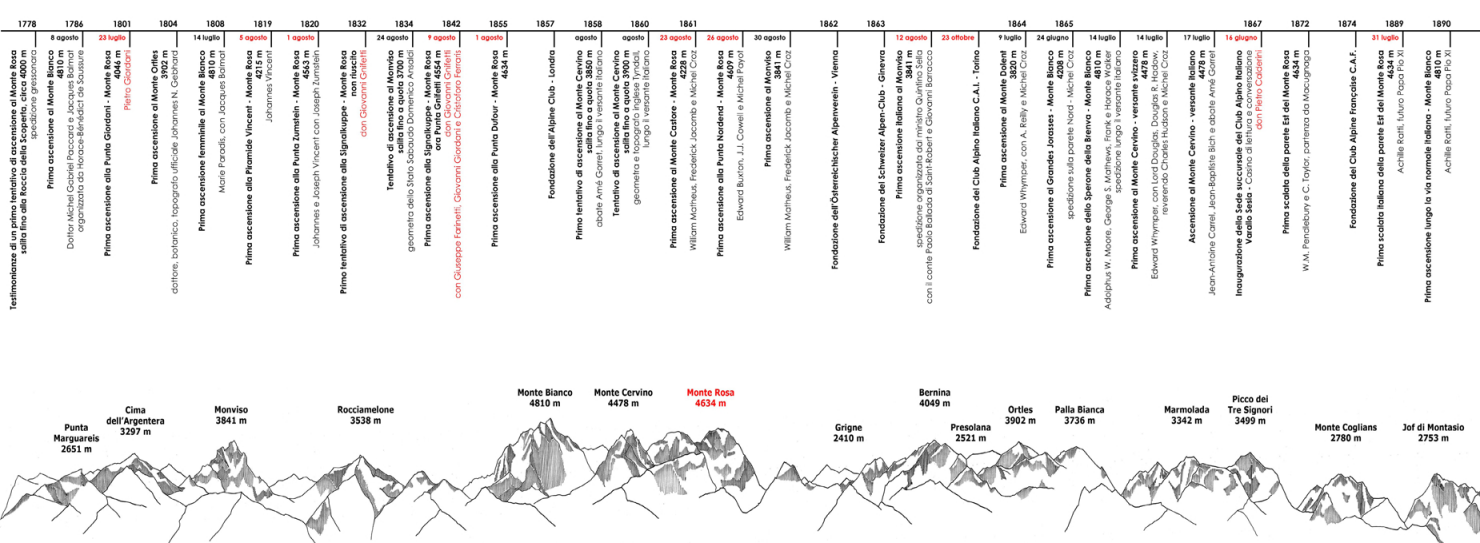 1778
1786
1801
1804
1808
1819
1820
1832
1834
1842
1855
1857
1858
1860
1861
1862
1863
1864
1865
1867
1872
1874
1889
1890
8 agosto
23 luglio
14 luglio
5 agosto
1 agosto
24 agosto
9 agosto
1 agosto
agosto
agosto
23 agosto
26 agosto
30 agosto
12 agosto
23 ottobre
9 luglio
24 giugno
14 luglio
14 luglio
17 luglio
16 giugno
31 luglio
Testimonianze di un primo tentativo di ascensione al Monte Rosa
salita fino alla Roccia della Scoperta, circa 4000 m
spedizione gressonara
Prima ascensione al Monte Bianco
4810 m
Dottor Michel Gabriel Paccard e Jacques Balmat
organizzata da Horace-Bénédict de Saussure
Prima ascensione alla Punta Giordani - Monte Rosa
4046 m
Pietro Giordani
Prima ascensione al Monte Ortles
3902 m
dottore, botanico, topografo ufficiale Johannes N. Gebhard
Prima ascensione femminile al Monte Bianco
4810 m
Marie Paradis, con Jacques Balmat
Prima ascensione alla Piramide Vincent - Monte Rosa
4215 m
Johannes Vincent
Prima ascensione alla Punta Zumstein - Monte Rosa
4563 m
Johannes e Joseph Vincent con Joseph Zumstein
Primo tentativo di ascensione alla Signalkuppe - Monte Rosa
non riuscito
don Giovanni Gnifetti
Tentativo di ascensione al Monviso
salita fino a quota 3700 m
geometra dello Stato Sabaudo Domenico Ansaldi
Prima ascensione alla Signalkuppe - Monte Rosa
ora Punta Gnifetti 4554 m
don Giovanni Gnifetti
con Giuseppe Farinetti, Giovanni Giordani e Cristoforo Ferraris
Prima ascensione alla Punta Dufour - Monte Rosa
4634 m
Fondazione dell'Alpine Club - Londra
Primo tentativo di ascensione al Monte Cervino
salita fino a quota 3850 m
abate Amé Gorret, lungo il versante italiano
Tentativo di ascensione al Monte Cervino
salita fino a quota 3900 m
geometra e topografo inglese Tyndall,
lungo il versante italiano
Prima ascensione al Monte Castore - Monte Rosa
4228 m
William Matheus, Frederick Jacomb e Michel Croz
Prima ascensione alla Punta Nordend - Monte Rosa
4609 m
Edward Buxton, J.J. Cowell e Michel Payot
Prima ascensione al Monviso
3841 m
William Matheus, Frederick Jacomb e Michel Croz
Fondazione dell'Österreichischer Alpenverein - Vienna
Fondazione del Schweizer Alpen-Club - Ginevra
Prima ascensione italiana al Monviso
3841 m
spedizione organizzata dal ministro Quintino Sella
con il conte Paolo Ballada di Saint-Robert e Giovanni Barracco
Fondazione del Club Alpino Italiano C.A.I. - Torino
Prima ascensione al Monte Dolent
3820 m
Edward Whymper, con A. Reilly e Michel Croz
Prima ascensione al Grandes Jorasses - Monte Bianco
4208 m
spedizione sulla parete Nord - Michel Croz
Prima ascensione dello Sperone della Brenva - Monte Bianco
4810 m
Adolphus W. Moore, George S. Mathews, Frank e Horace Walker
spedizione lungo il versante italiano
Prima ascensione al Monte Cervino - versante svizzero
4478 m
Edward Whymper, con Lord Douglas, Douglas R. Hadow,
reverendo Charles Hudson e Michel Croz
Ascensione al Monte Cervino - versante italiano
4478 m
Jean-Antoine Carrel, Jean-Baptiste Bich e abate Amé Gorret
Inaugurazione della Sede succursale del Club Alpino Italiano
Varallo Sesia - Casino di lettura e conversazione
don Pietro Calderini
Prima scalata della parete Est del Monte Rosa
4634 m
W.M. Pendlebury e C. Taylor, partenza da Macugnaga
Fondazione del Club Alpine Française C.A.F.
Prima scalata italiana della parete Est del Monte Rosa
4634 m
Achille Ratti, futuro Papa Pio XI
Prima ascensione lungo la via normale italiana - Monte Bianco
4810 m
Achille Ratti, futuro Papa Pio XI
Punta
Marguareis
2651 m
Cima
dell'Argentera
3297 m
Monviso
3841 m
Rocciamelone
3538 m
Monte Bianco
4810 m
Monte Cervino
4478 m
Monte Rosa
4634 m
Grigne
2410 m
Bernina
4049 m
Presolana
2521 m
Ortles
3902 m
Palla Bianca
3736 m
Marmolada
3342 m
Picco dei
Tre Signori
3499 m
Monte Coglians
2780 m
Jof di Montasio
2753 m